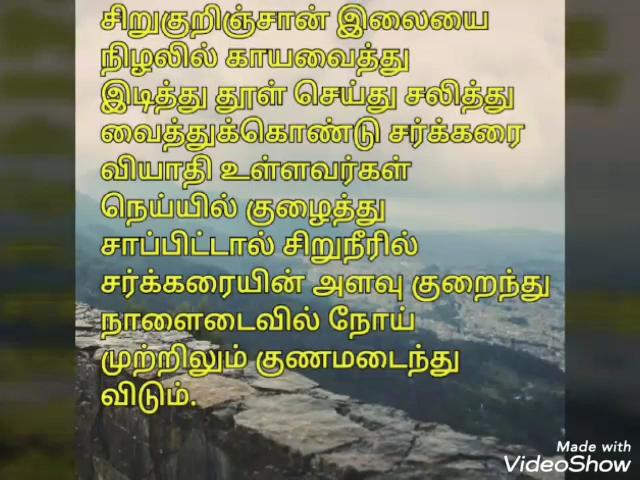 சிறுகுறிஞ்சான் இலையை
நிழலில் காயவைத்து
இடித்து தூள் செய்து சலித்து
வைத்துக்கொண்டு சர்க்கரை
வியாதி உள்ளவர்கள்
நெய்யில் குழைத்து
சாப்பிட்டால் சிறுநீரில்
சர்க்கரையின் அளவு குறைந்து
நாளைடைவில் நோய்
முற்றிலும் குணமடைந்து
விடும்.
Made with
VideoShow